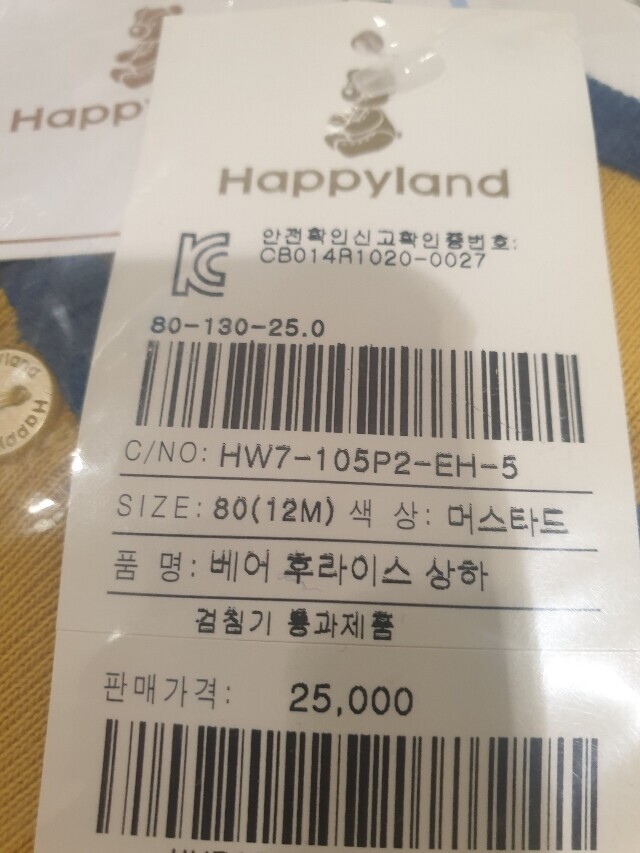 Happy
Happyland
안전확인신고확인증번호:
CB014R1020-0027
80-130-25.0
C/NO: HW7-105P2-EH-5
SIZE: 80(12M) 색 상: 머스타드
품 명: 베어 후라이스 상하
검침기 통과제품
판매가격: 25,000